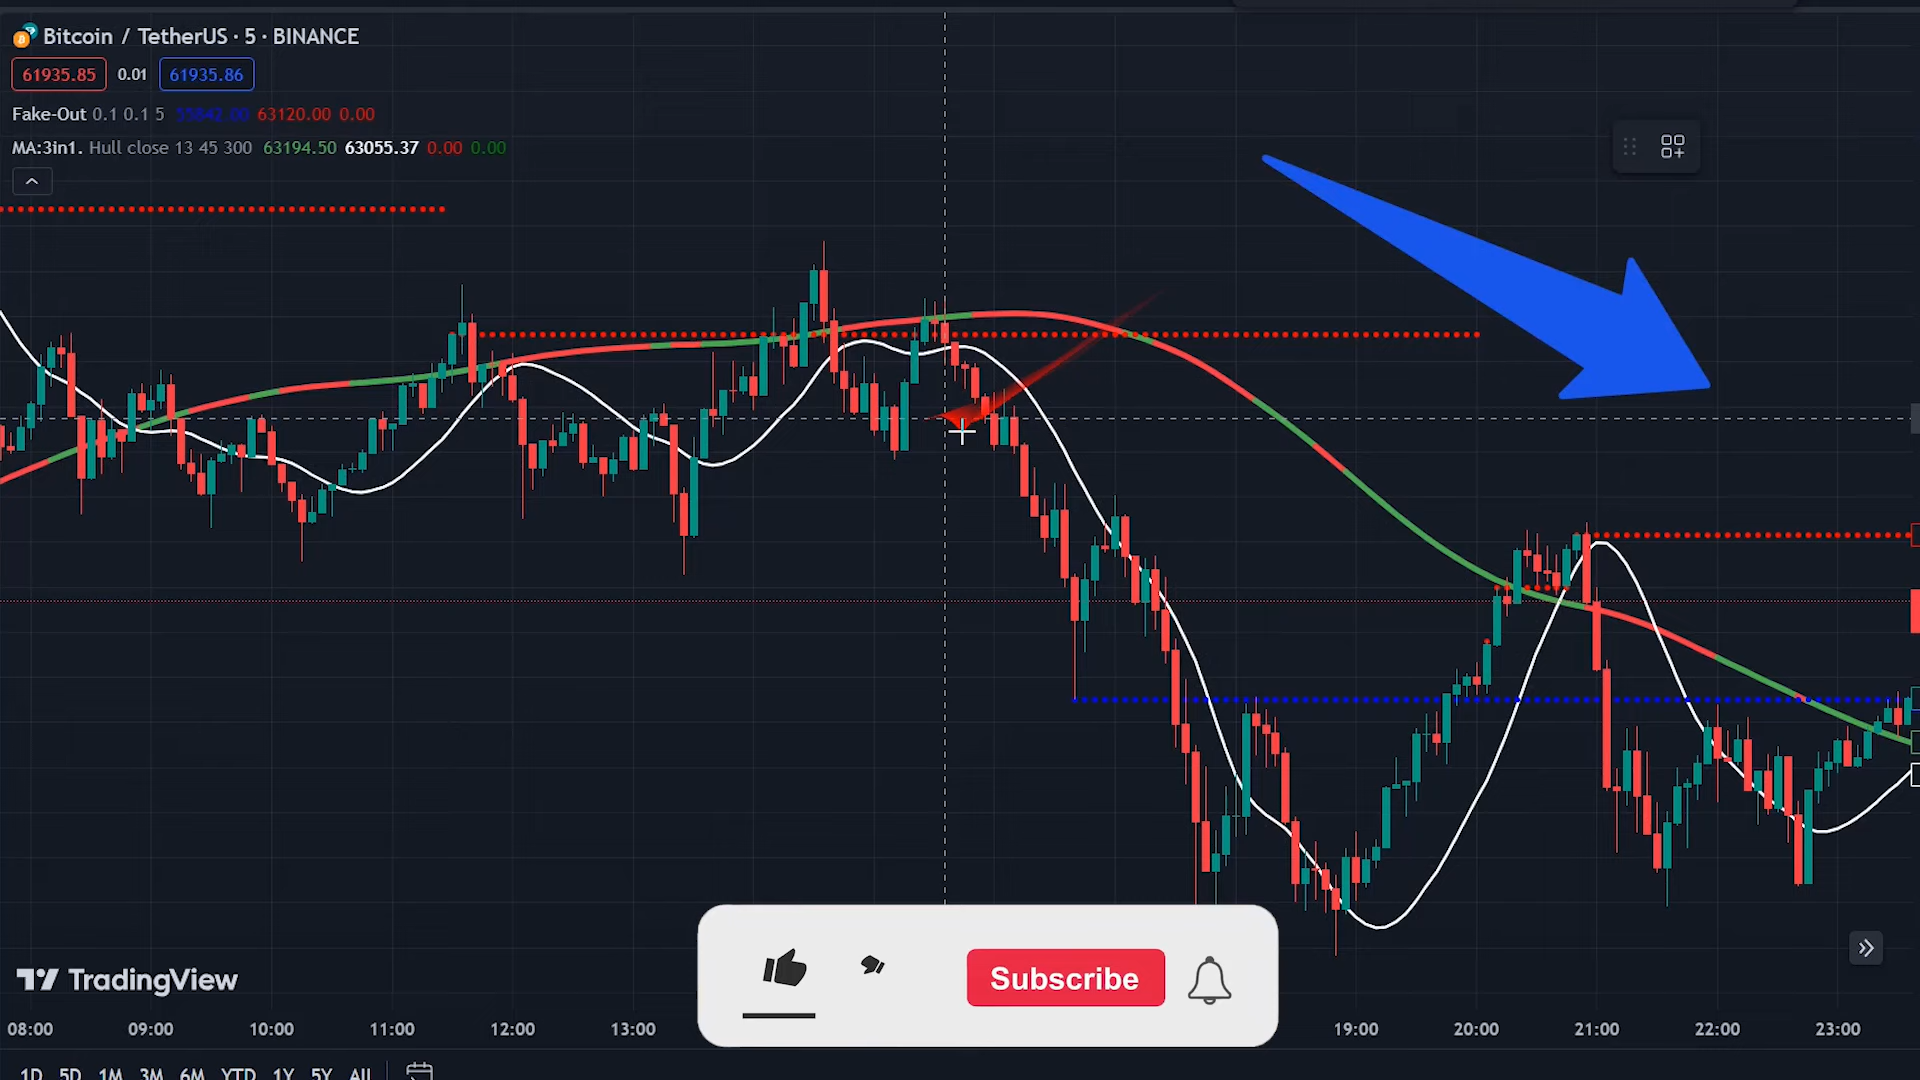 Bitcoin / TetherUS · 5 · BINANCE
61935.85 0.01 61935.86
Fake-Out 0.1 0.1 5 55842.00 63120.00 0.00
MA:3in1. Hull close 13 45 300 63194.50 63055.37 0.00 0.00
TradingView
Subscribe
08:00 09:00 10:00 11:00 12:00 13:00 19:00 20:00 21:00 22:00 23:00
1D 5D 1M 3M 6M YTD 1Y 5Y All